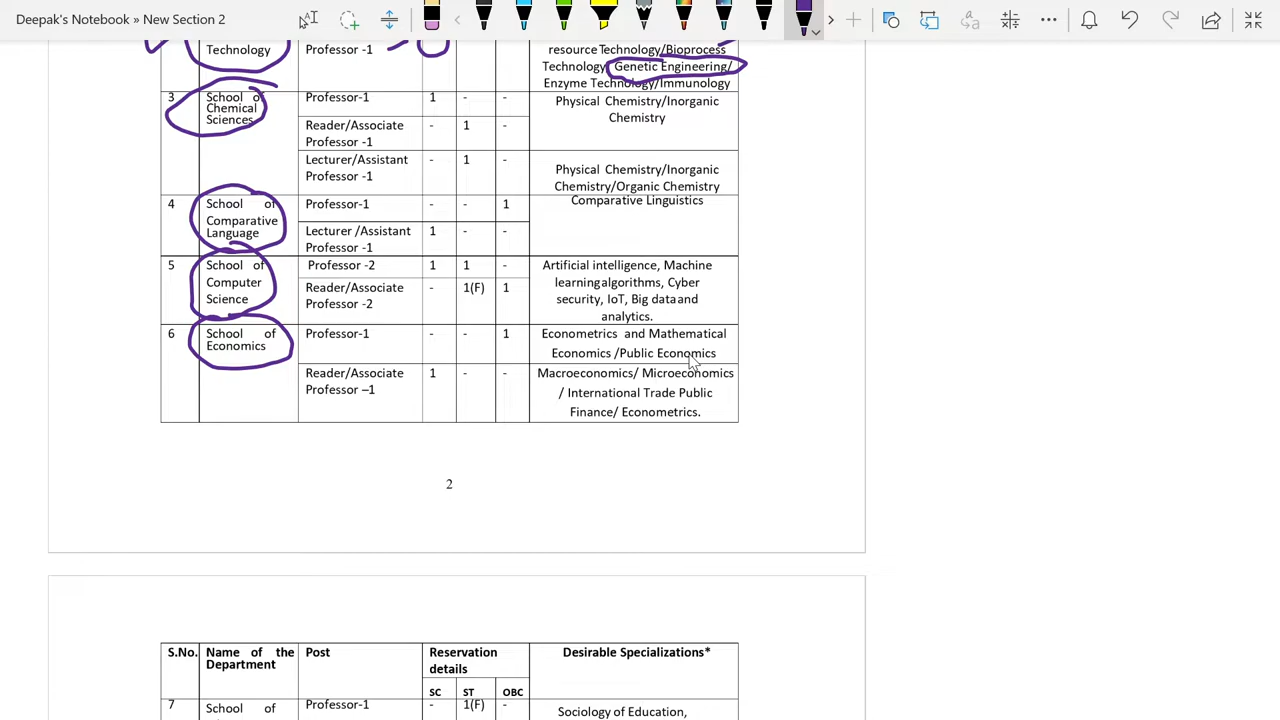 Deepak's Notebook » New Section 2
Technology
Professor -1
resource Technology/Bioprocess
Technology Genetic Engineering/
Enzyme Technology/Immunology
3 School of Chemical Sciences
Professor-1 1 - -
Physical Chemistry/Inorganic
Chemistry
Reader/Associate
Professor -1 - 1 -
Lecturer/Assistant
Professor -1 - 1 -
Physical Chemistry/Inorganic
Chemistry/Organic Chemistry
4 School of
Comparative
Language
Professor-1 - - 1
Comparative Linguistics
Lecturer /Assistant
Professor -1 1 - -
5 School of
Computer
Science
Professor -2 1 1 -
Reader/Associate
Professor -2 - 1(F) 1
Artificial intelligence, Machine
learningalgorithms, Cyber
security, IoT, Big dataand
analytics.
6 School of
Economics
Professor-1 - - 1
Econometrics and Mathematical
Economics /Public Economics
Reader/Associate
Professor –1 1 - -
Macroeconomics/ Microeconomics
/ International Trade Public
Finance/ Econometrics.
2
S.No. Name of the
Department
Post
Reservation
details
Desirable Specializations*
SC ST OBC
7 School of
Professor-1 - 1(F) -
Sociology of Education,